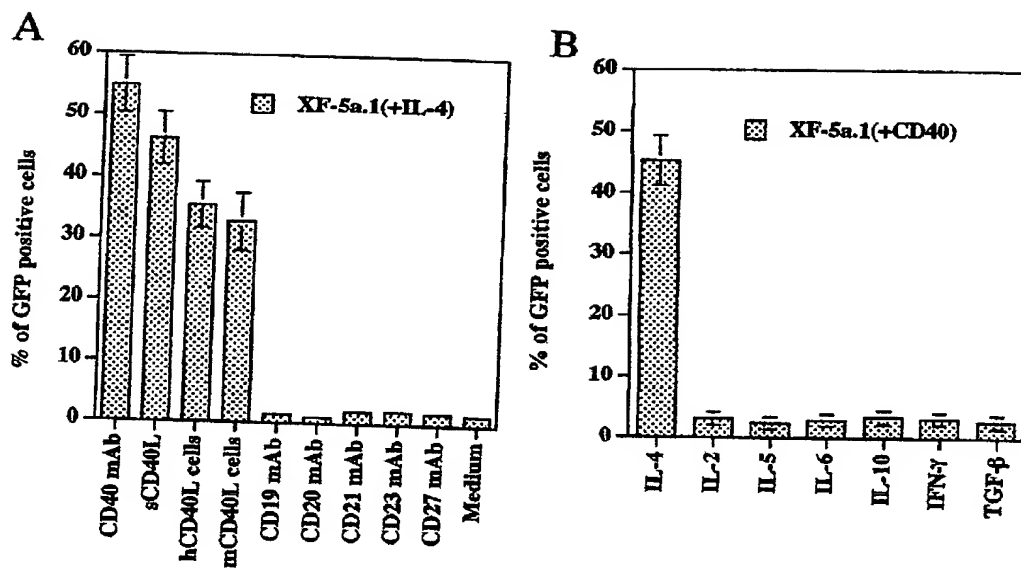 A
60
50
40
30
20
10
0
% of GFP positive cells
XF-5a.1(+IL-4)
CD40 mAb
sCD40L
hCD40L cells
mCD40L cells
CD19 mAb
CD20 mAb
CD21 mAb
CD23 mAb
CD27 mAb
Medium
B
60
50
40
30
20
10
0
% of GFP positive cells
XF-5a.1(+CD40)
IL-4
IL-2
IL-5
IL-6
IL-10
IFN-γ
TGF-β